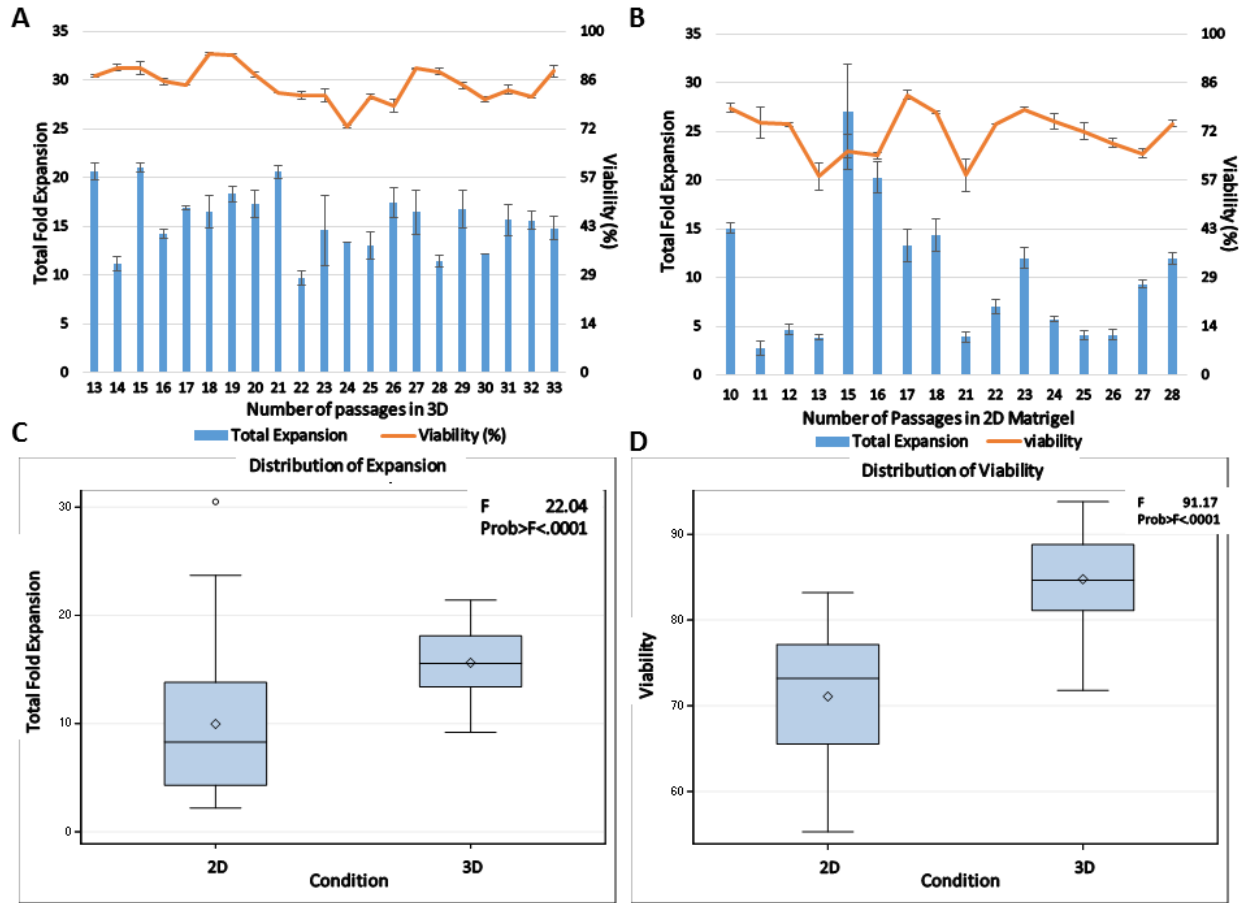 A
35
30
25
20
15
10
5
0
Total Fold Expansion
100
86
72
57
43
29
14
0
Viability (%)
13 14 15 16 17 18 19 20 21 22 23 24 25 26 27 28 29 30 31 32 33
Number of passages in 3D
Total Expansion Viability (%)
B
35
30
25
20
15
10
5
0
Total Fold Expansion
100
86
72
57
43
29
14
0
Viability (%)
10 11 12 13 15 16 17 18 21 22 23 24 25 26 27 28
Number of Passages in 2D Matrigel
Total Expansion viability
C
Distribution of Expansion
F 22.04
Prob>F<.0001
30
20
10
0
Total Fold Expansion
2D 3D
Condition
D
Distribution of Viability
F 91.17
Prob>F<.0001
90
80
70
60
Viability
2D 3D
Condition